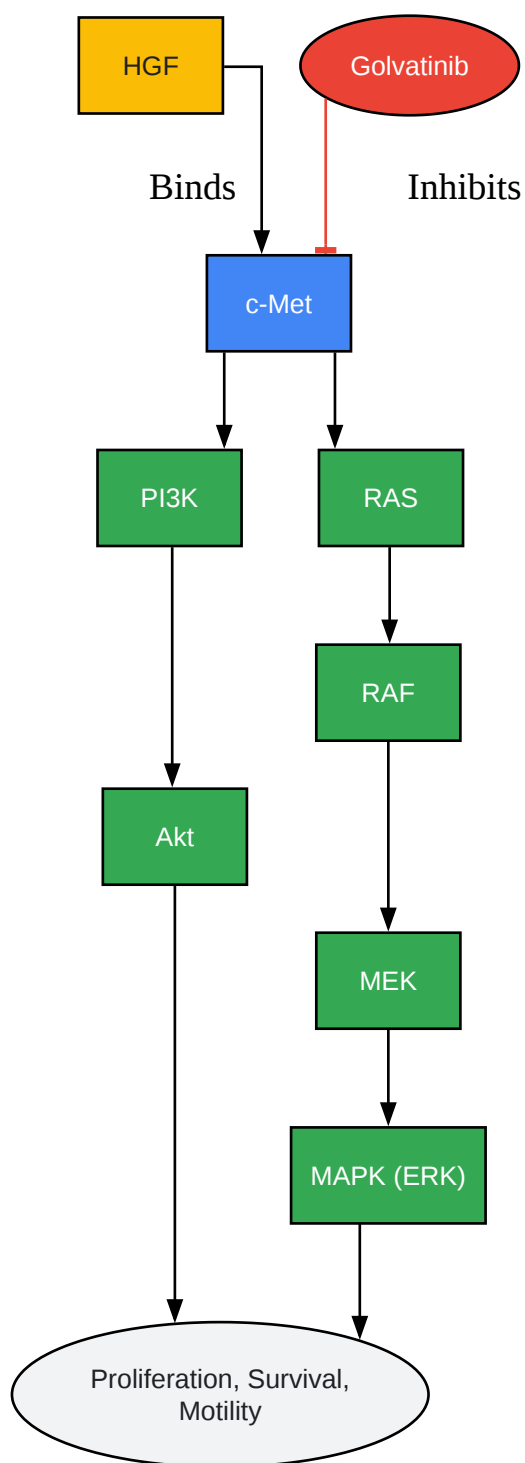 HGF
Golvatinib
Binds
Inhibits
c-Met
PI3K
RAS
RAF
Akt
MEK
MAPK (ERK)
Proliferation, Survival,
Motility